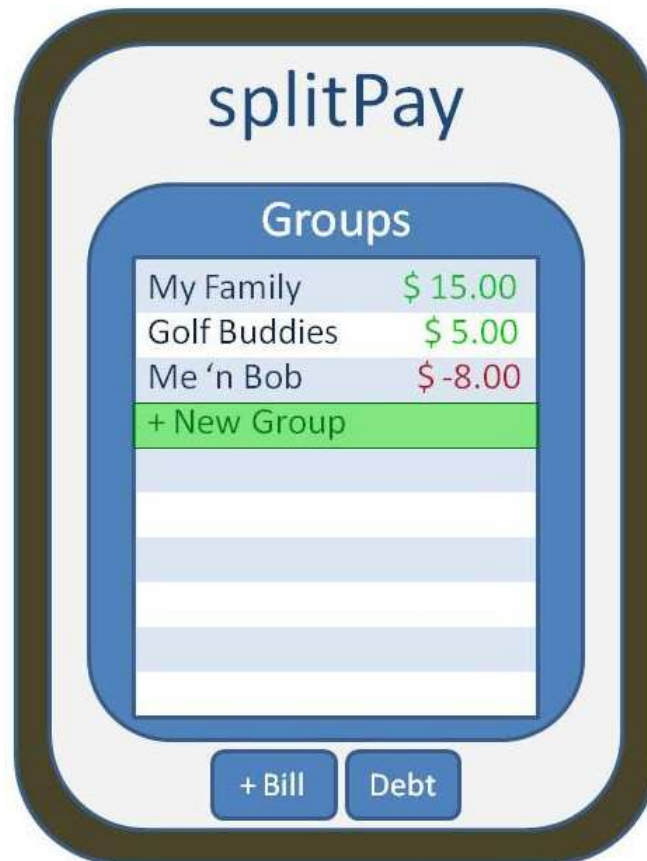 splitPay
Groups
My Family $ 15.00
Golf Buddies $ 5.00
Me ‘n Bob $ -8.00
+ New Group
+ Bill Debt